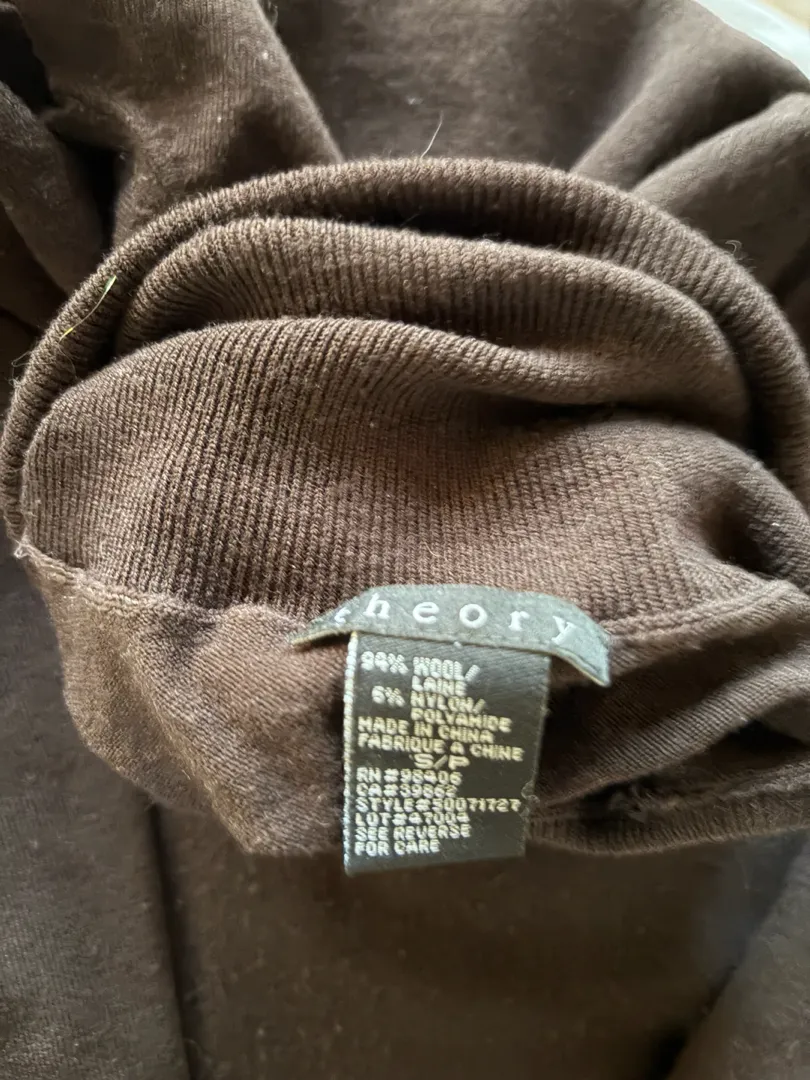 theory
94% WOOL/
LAINE
6% NYLON/
POLYAMIDE
MADE IN CHINA
FABRIQUE A CHINE
S/P
RN#98406
CA#39862
STYLE#50071727
LOT#47004
SEE REVERSE
FOR CARE